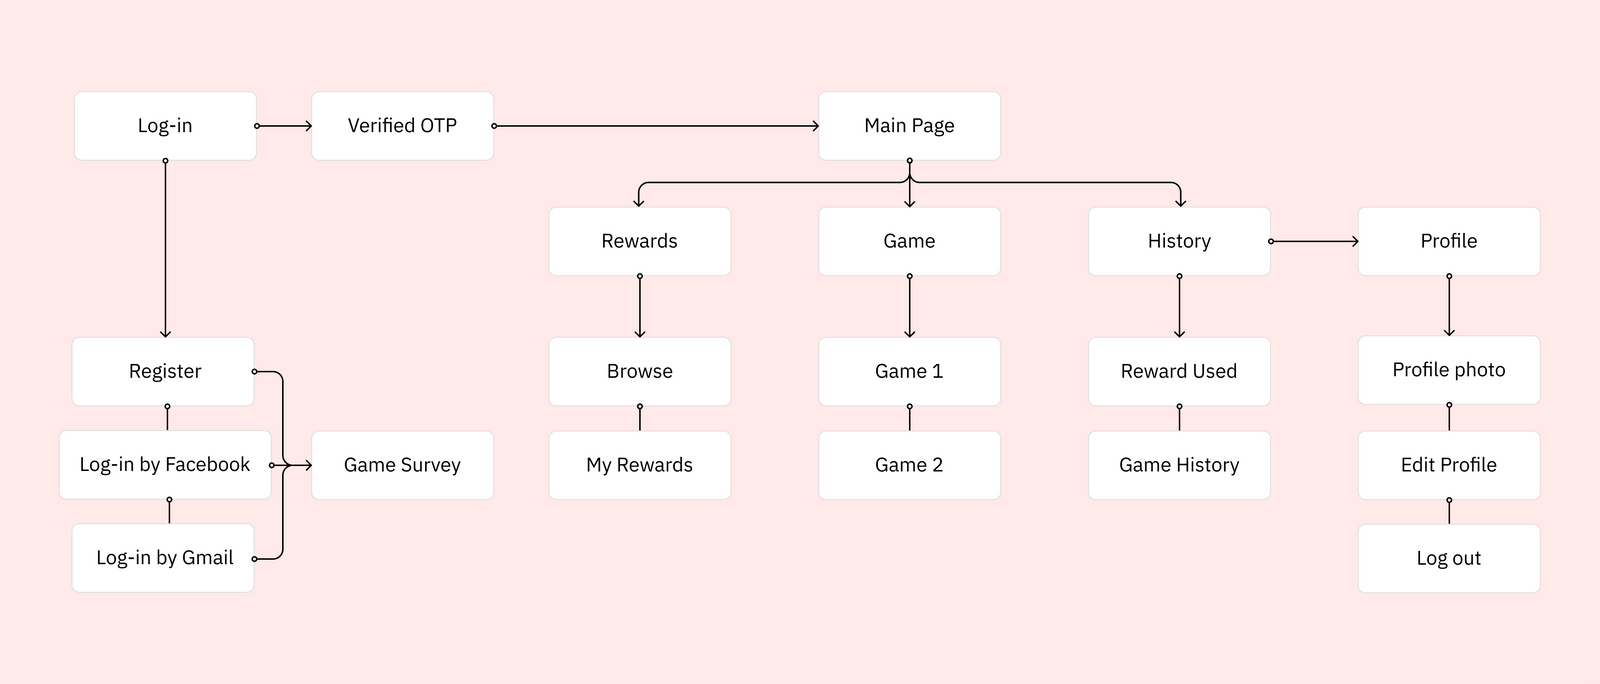 Log-in
Verified OTP
Main Page
Rewards
Game
History
Profile
Register
Browse
Game 1
Reward Used
Profile photo
Log-in by Facebook
Game Survey
My Rewards
Game 2
Game History
Edit Profile
Log-in by Gmail
Log out